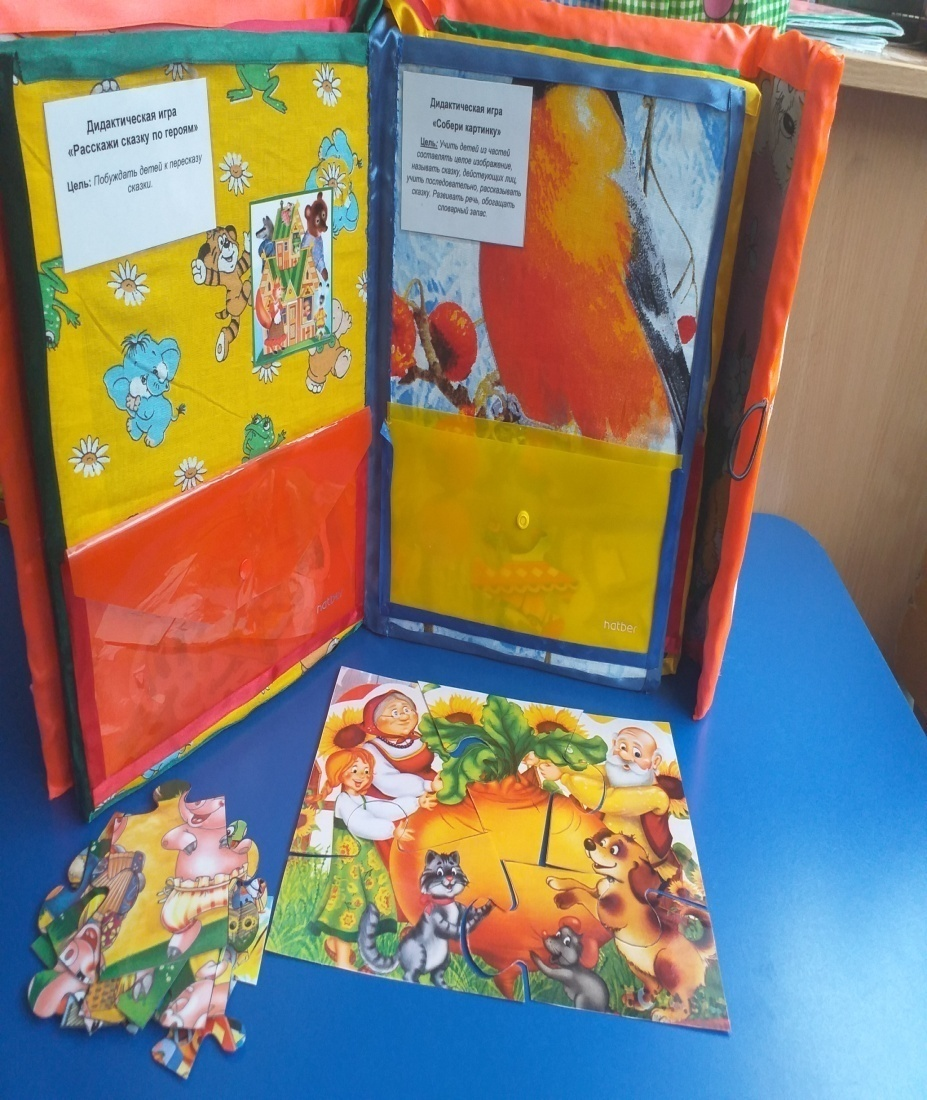 Дидактическая игра
«Расскажи сказку по героям»
Цель: Побуждать детей к пересказу
сказки.
Дидактическая игра
«Собери картинку»
Цель: Учить детей из частей
составлять целое изображение,
называть сказку, действующих лиц,
учить последовательно, рассказывать
сказку. Развивать речь, обогащать
словарный запас.
hatber
hatber